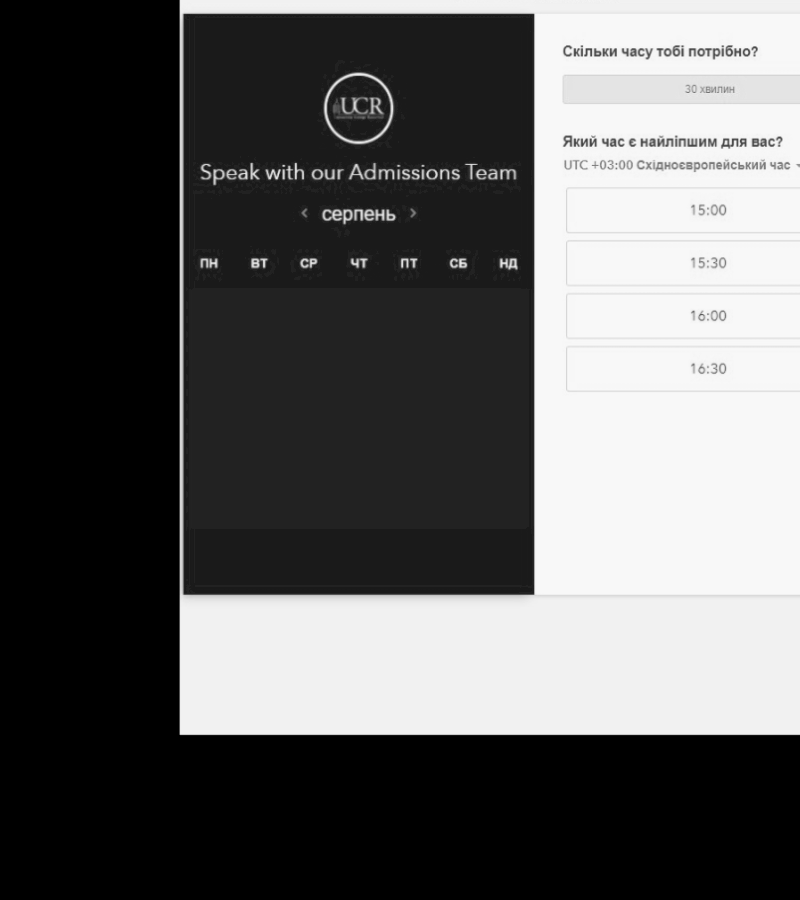 UCR
Speak with our Admissions Team
серпень
ПН ВТ СР ЧТ ПТ СБ НД
Скільки часу тобі потрібно?
30 хвилин
Який час є найліпшим для вас?
UTC +03:00 Східноєвропейський час
15:00
15:30
16:00
16:30